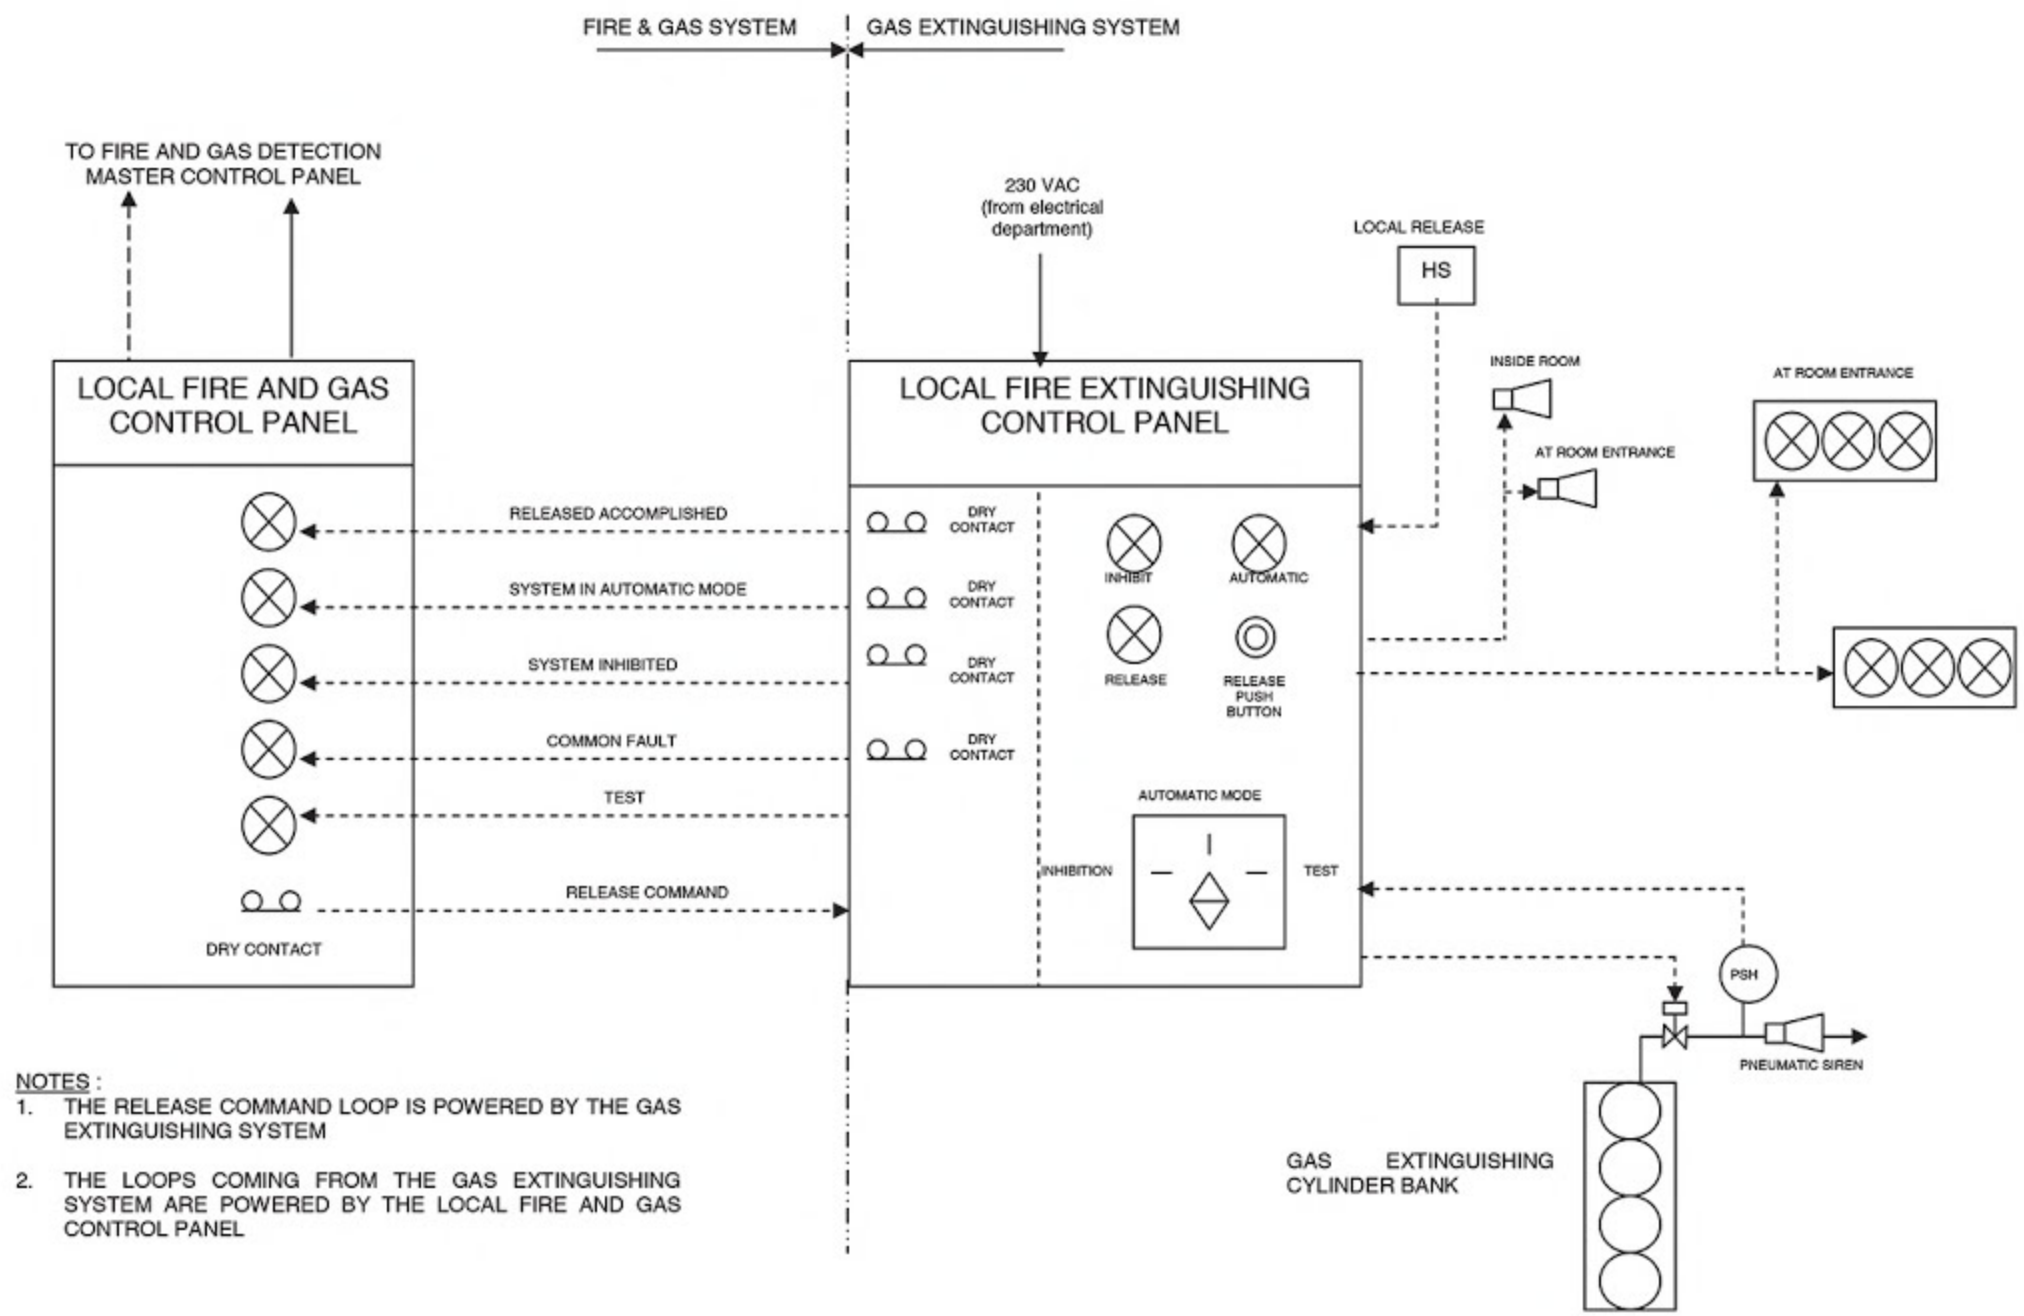 FIRE & GAS SYSTEM
GAS EXTINGUISHING SYSTEM
TO FIRE AND GAS DETECTION
MASTER CONTROL PANEL
230 VAC
(from electrical
department)
LOCAL RELEASE
HS
INSIDE ROOM
AT ROOM ENTRANCE
AT ROOM ENTRANCE
LOCAL FIRE AND GAS
CONTROL PANEL
LOCAL FIRE EXTINGUISHING
CONTROL PANEL
RELEASED ACCOMPLISHED
DRY
CONTACT
SYSTEM IN AUTOMATIC MODE
DRY
CONTACT
SYSTEM INHIBITED
DRY
CONTACT
COMMON FAULT
DRY
CONTACT
TEST
RELEASE COMMAND
DRY CONTACT
INHIBIT
AUTOMATIC
RELEASE
RELEASE
PUSH
BUTTON
AUTOMATIC MODE
INHIBITION
TEST
PSH
PNEUMATIC SIREN
GAS EXTINGUISHING
CYLINDER BANK
NOTES :
1. THE RELEASE COMMAND LOOP IS POWERED BY THE GAS
EXTINGUISHING SYSTEM
2. THE LOOPS COMING FROM THE GAS EXTINGUISHING
SYSTEM ARE POWERED BY THE LOCAL FIRE AND GAS
CONTROL PANEL